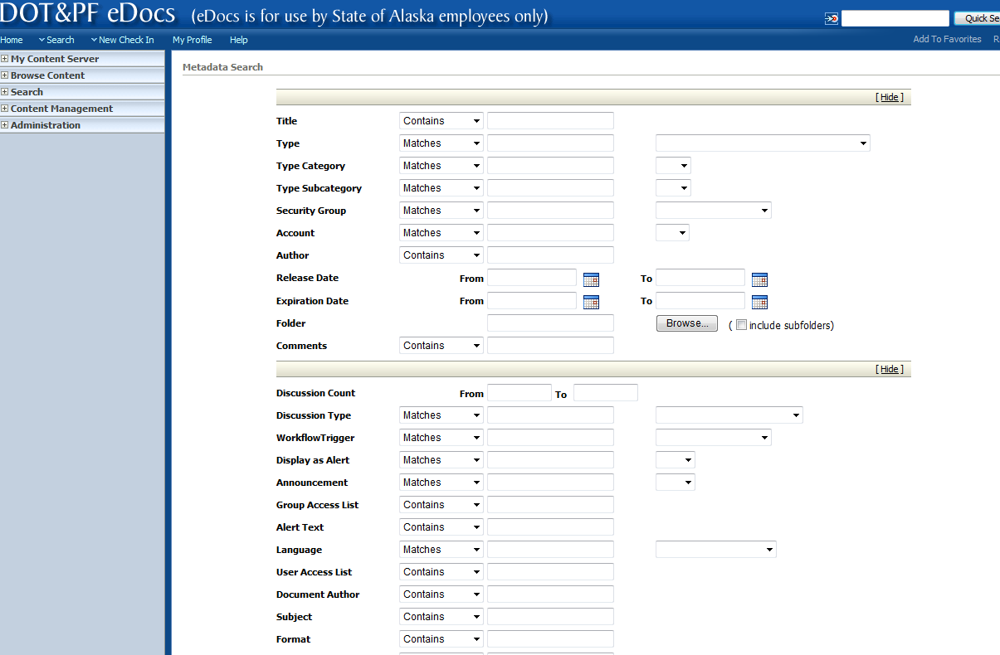 DOT&PF eDocs (eDocs is for use by State of Alaska employees only)
Quick Se
Home Search New Check In My Profile Help Add To Favorites R
My Content Server
Browse Content
Search
Content Management
Administration
Metadata Search
[ Hide ]
Title Contains
Type Matches
Type Category Matches
Type Subcategory Matches
Security Group Matches
Account Matches
Author Contains
Release Date From To
Expiration Date From To
Folder Browse... ( include subfolders)
Comments Contains
[ Hide ]
Discussion Count From To
Discussion Type Matches
WorkflowTrigger Matches
Display as Alert Matches
Announcement Matches
Group Access List Contains
Alert Text Contains
Language Matches
User Access List Contains
Document Author Contains
Subject Contains
Format Contains